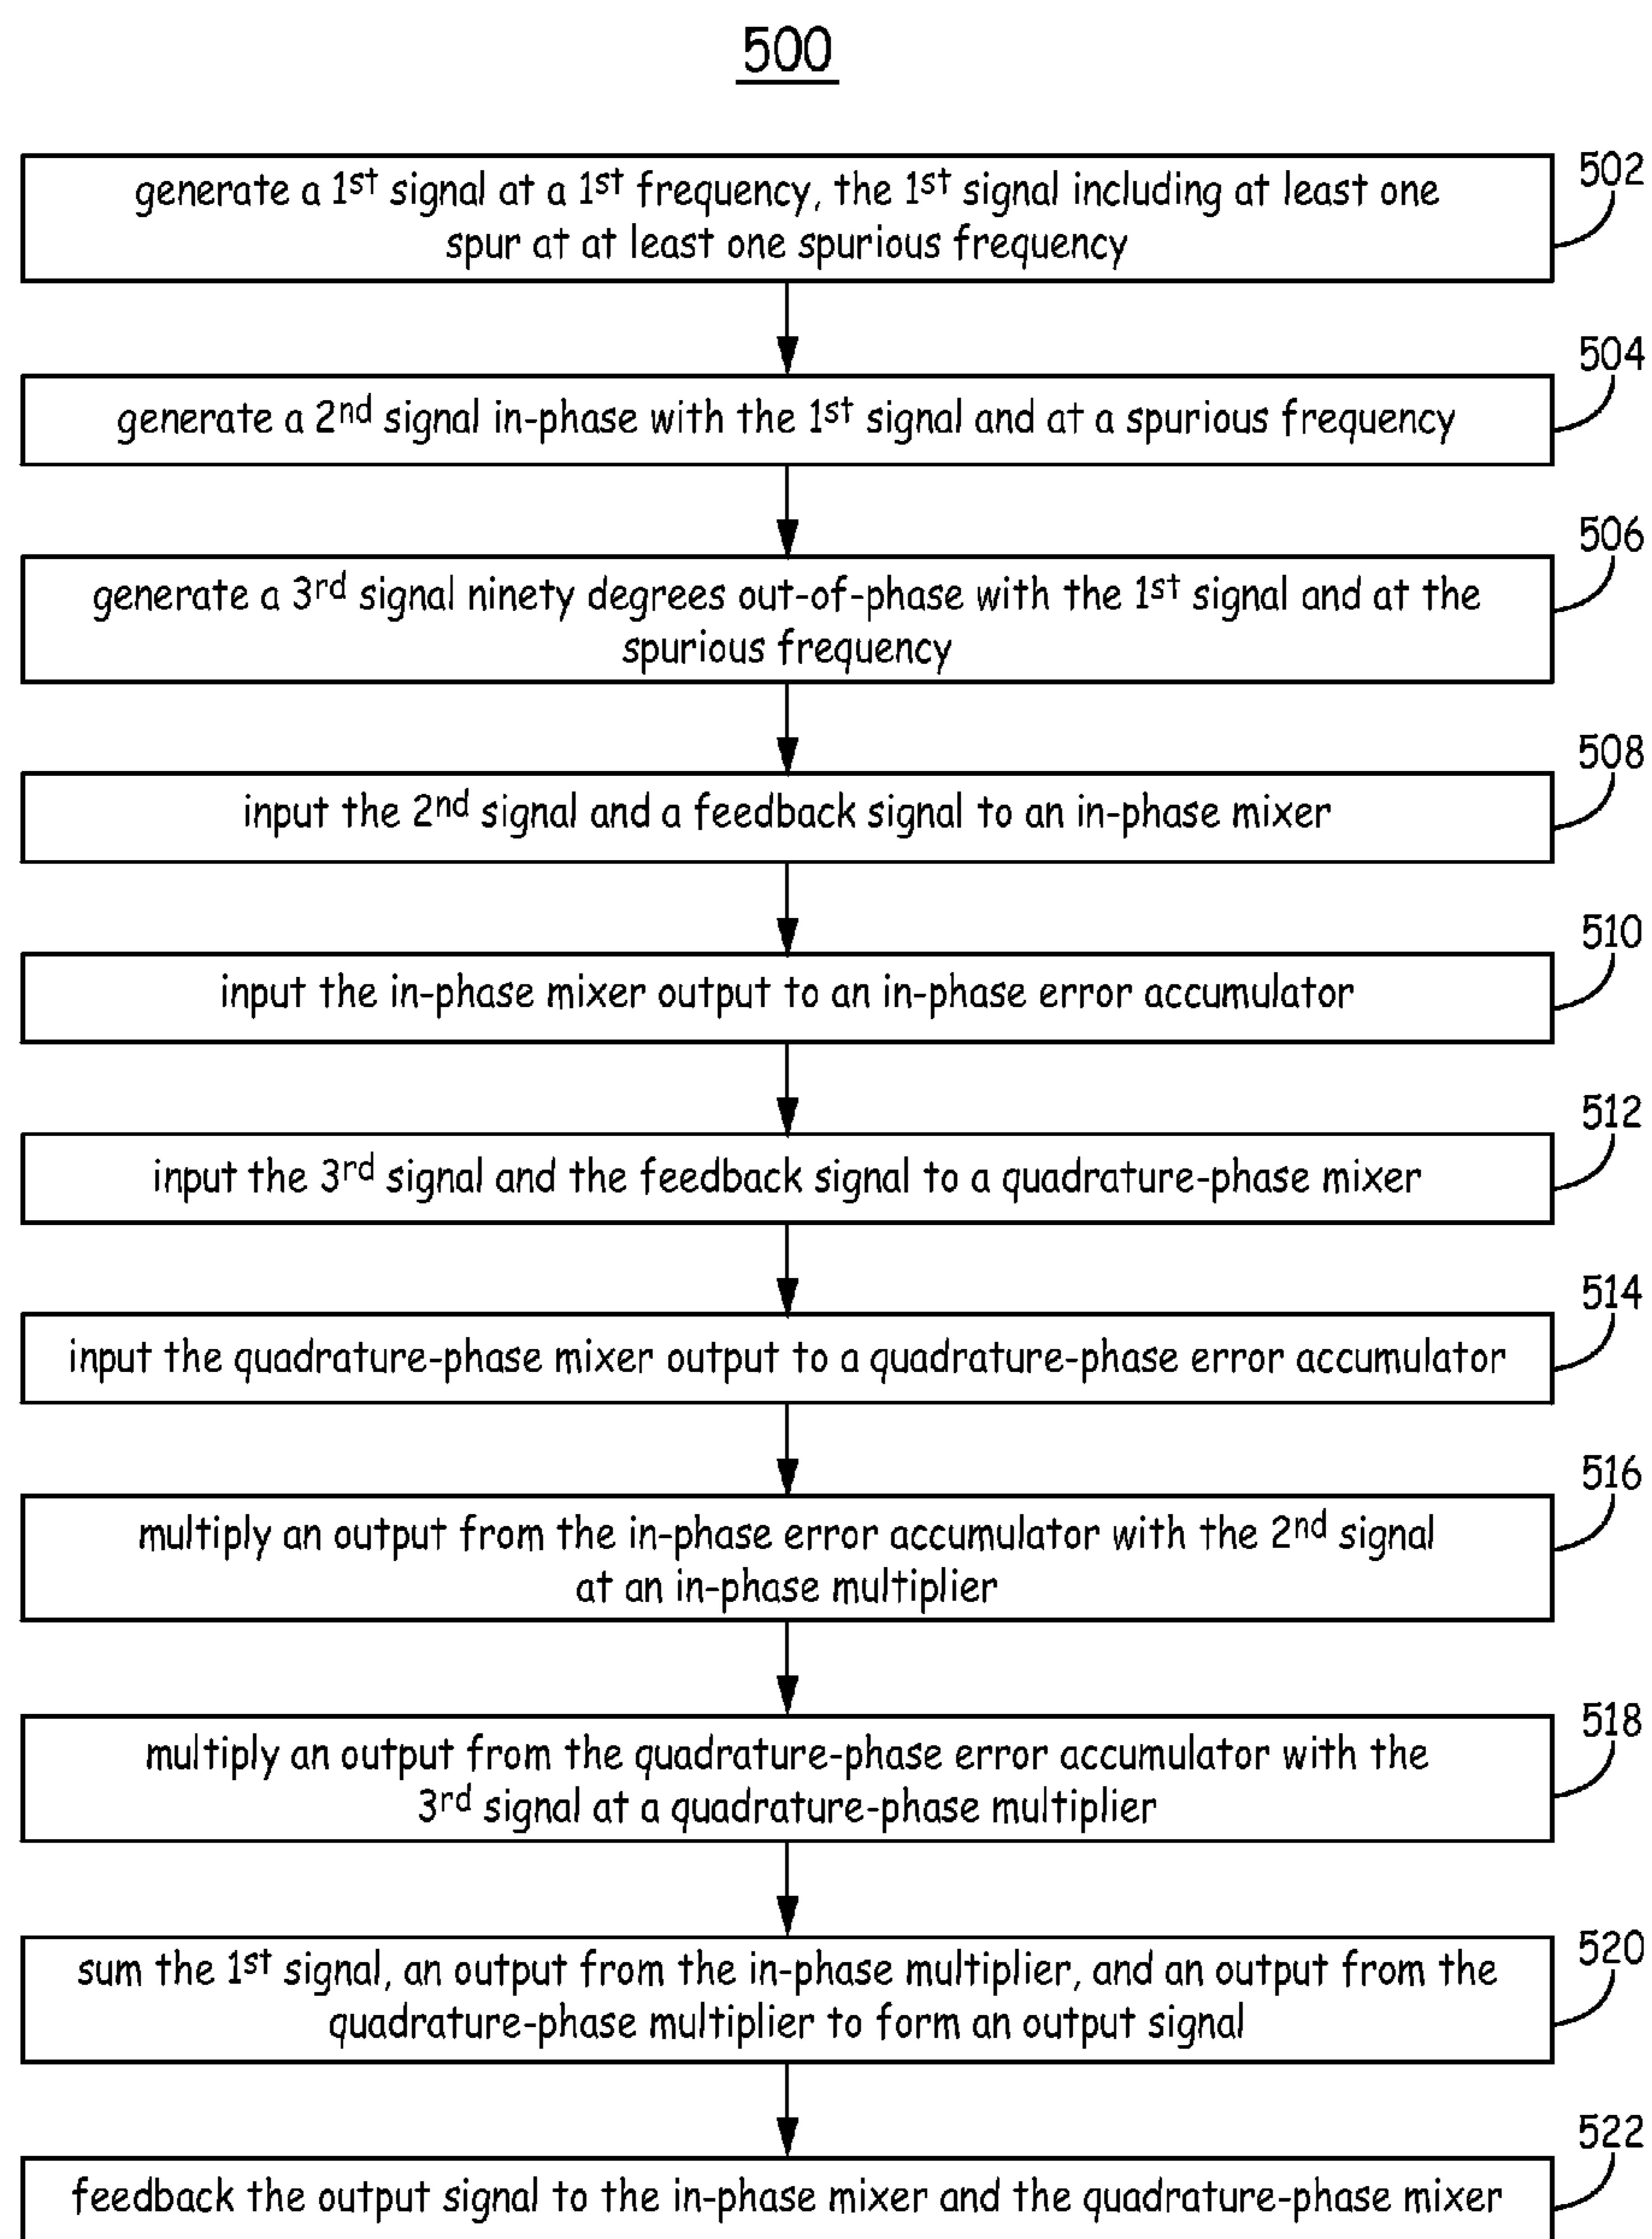 500
502
generate a 1st signal at a 1st frequency, the 1st signal including at least one
spur at at least one spurious frequency
504
generate a 2nd signal in-phase with the 1st signal and at a spurious frequency
506
generate a 3rd signal ninety degrees out-of-phase with the 1st signal and at the
spurious frequency
508
input the 2nd signal and a feedback signal to an in-phase mixer
510
input the in-phase mixer output to an in-phase error accumulator
512
input the 3rd signal and the feedback signal to a quadrature-phase mixer
514
input the quadrature-phase mixer output to a quadrature-phase error accumulator
516
multiply an output from the in-phase error accumulator with the 2nd signal
at an in-phase multiplier
518
multiply an output from the quadrature-phase error accumulator with the
3rd signal at a quadrature-phase multiplier
520
sum the 1st signal, an output from the in-phase multiplier, and an output from the
quadrature-phase multiplier to form an output signal
522
feedback the output signal to the in-phase mixer and the quadrature-phase mixer